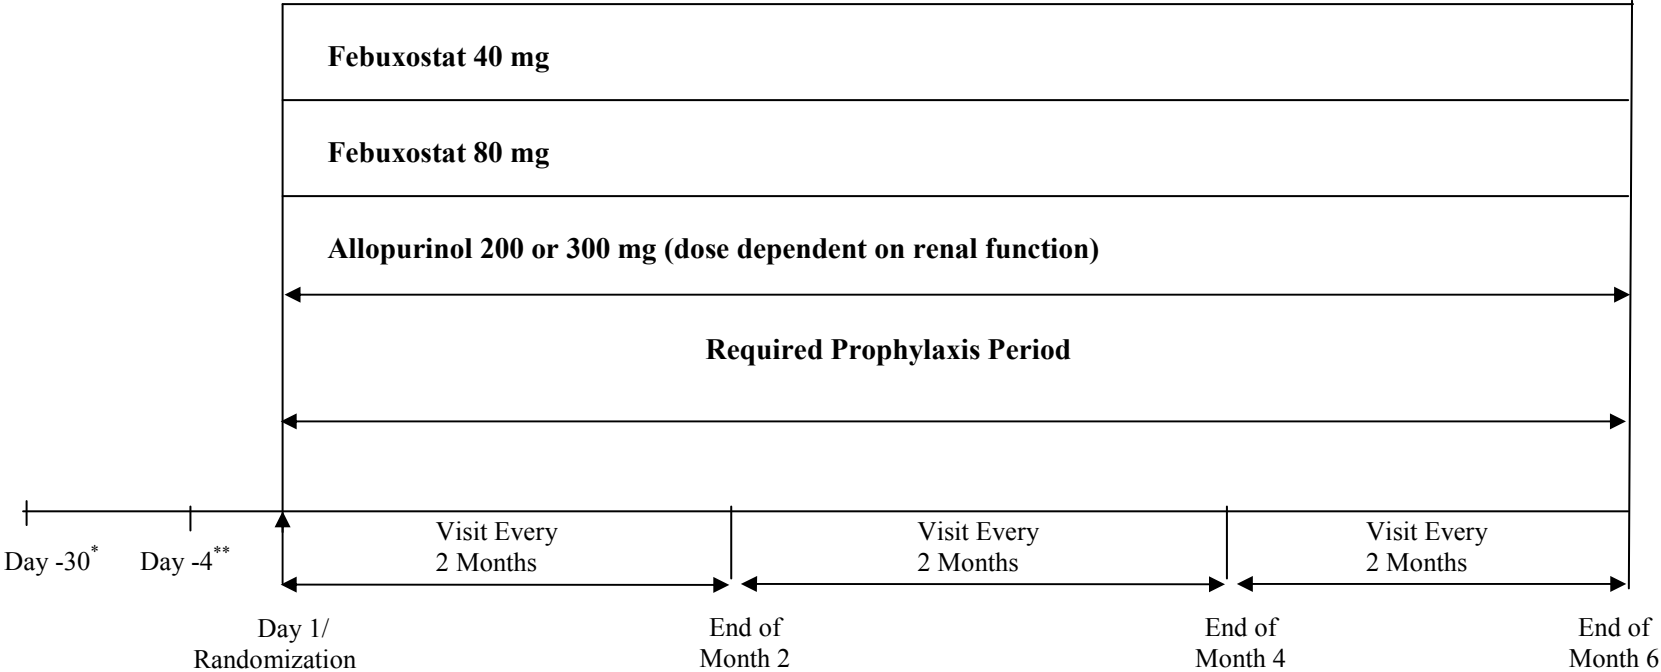 Febuxostat 40 mg
Febuxostat 80 mg
Allopurinol 200 or 300 mg (dose dependent on renal function)
Required Prophylaxis Period
Visit Every
2 Months
Visit Every
2 Months
Visit Every
2 Months
Day -30*
Day -4**
Day 1/
Randomization
End of
Month 2
End of
Month 4
End of
Month 6